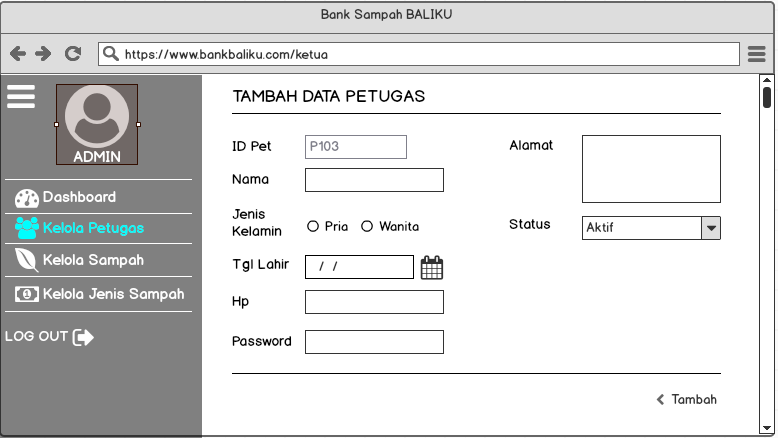 Bank Sampah BALIKU
https://www.bankbaliku.com/ketua
ADMIN
Dashboard
Kelola Petugas
Kelola Sampah
Kelola Jenis Sampah
LOG OUT
TAMBAH DATA PETUGAS
ID Pet P103
Nama
Jenis
Kelamin Pria Wanita
Tgl Lahir / /
Hp
Password
Alamat
Status Aktif
Tambah